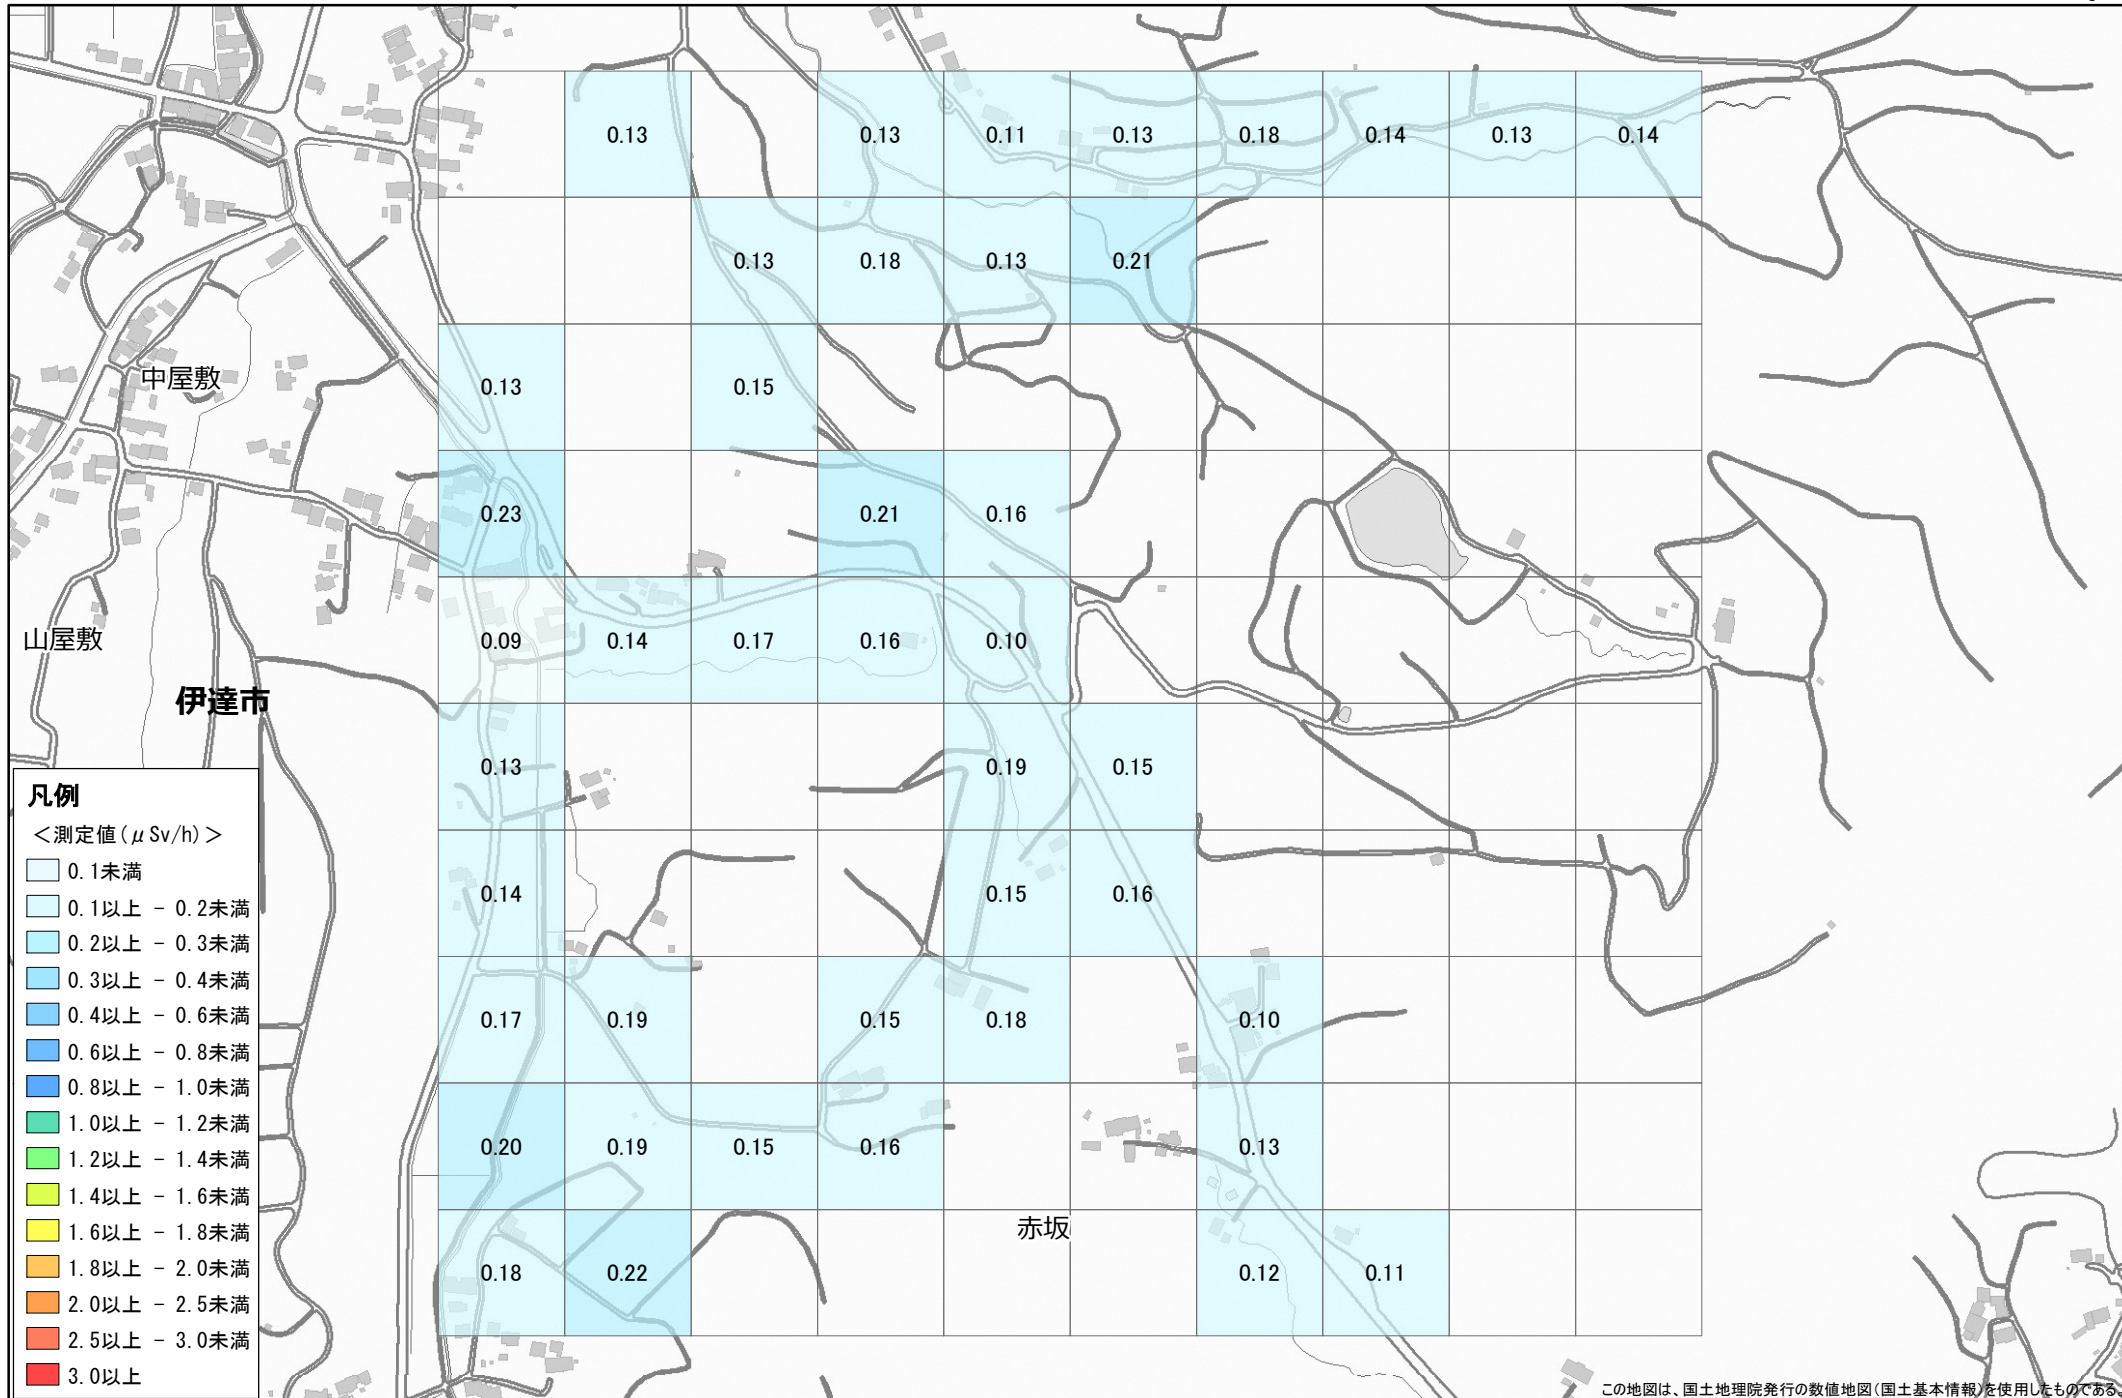 0.13 0.13 0.11 0.13 0.18 0.14 0.13 0.14
0.13 0.18 0.13 0.21
中屋敷
0.13 0.15
0.23 0.21 0.16
山屋敷
0.09 0.14 0.17 0.16 0.10
伊達市
0.13 0.19 0.15
0.14 0.15 0.16
0.17 0.19 0.15 0.18 0.10
0.20 0.19 0.15 0.16 0.13
赤坂
0.18 0.22 0.12 0.11
凡例
＜測定値(μSv/h)＞
0.1未満
0.1以上 － 0.2未満
0.2以上 － 0.3未満
0.3以上 － 0.4未満
0.4以上 － 0.6未満
0.6以上 － 0.8未満
0.8以上 － 1.0未満
1.0以上 － 1.2未満
1.2以上 － 1.4未満
1.4以上 － 1.6未満
1.6以上 － 1.8未満
1.8以上 － 2.0未満
2.0以上 － 2.5未満
2.5以上 － 3.0未満
3.0以上
この地図は、国土地理院発行の数値地図(国土基本情報)を使用したものである。